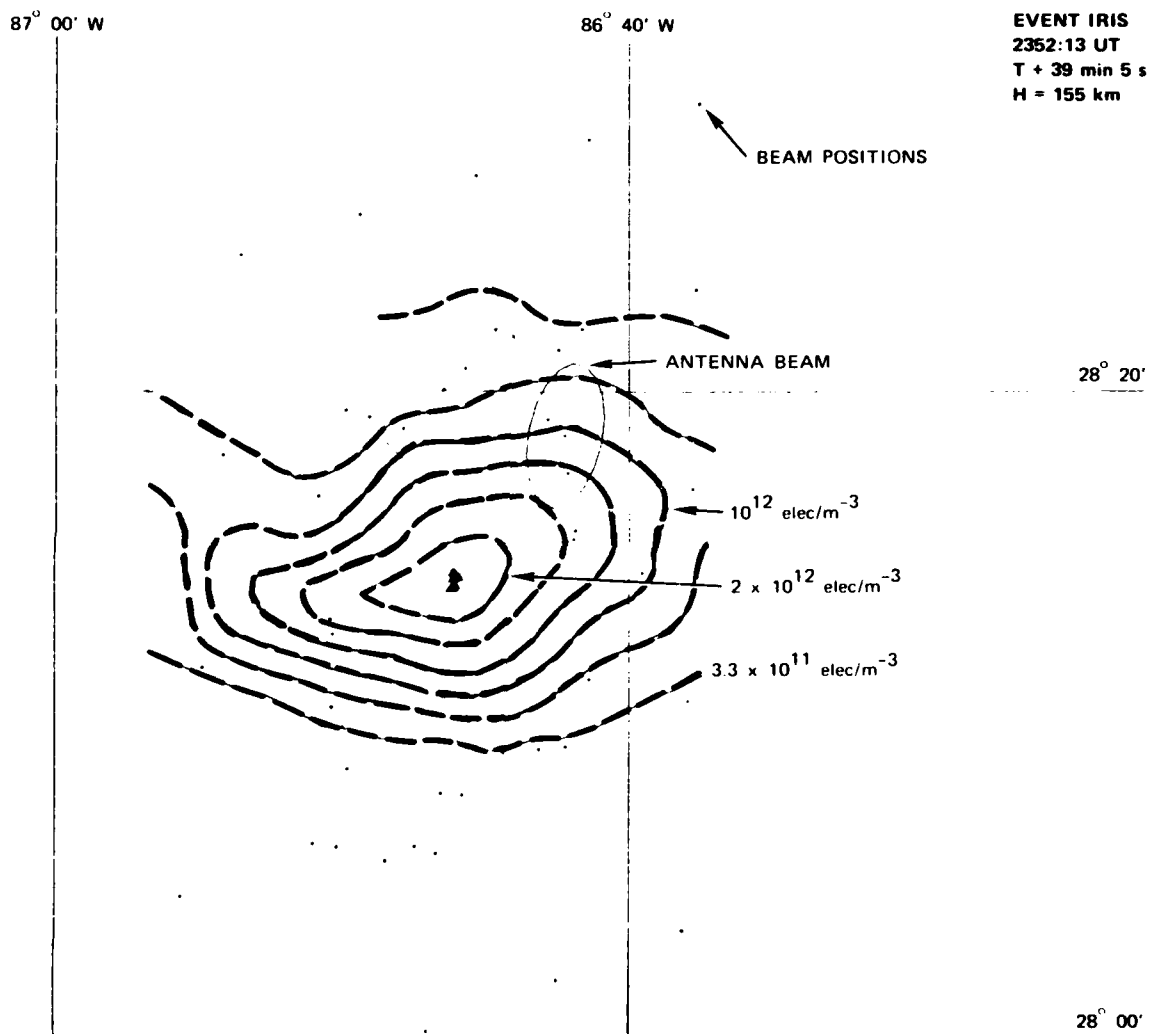 87° 00' W
86° 40' W
EVENT IRIS
2352:13 UT
T + 39 min 5 s
H = 155 km
BEAM POSITIONS
ANTENNA BEAM
28° 20'
10¹² elec/m⁻³
2 x 10¹² elec/m⁻³
3.3 x 10¹¹ elec/m⁻³
28° 00'